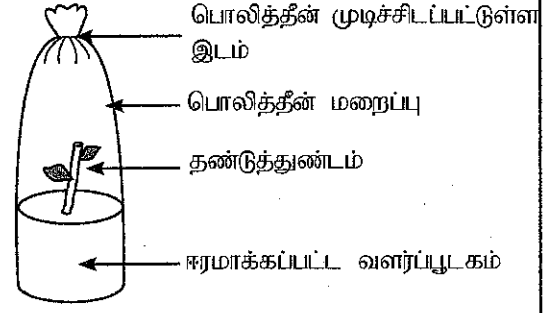 பொலித்தீன் முடிச்சிடப்பட்டுள்ள
இடம்
பொலித்தீன் மறைப்பு
தண்டுத்துண்டம்
ஈரமாக்கப்பட்ட வளர்ப்பூடகம்